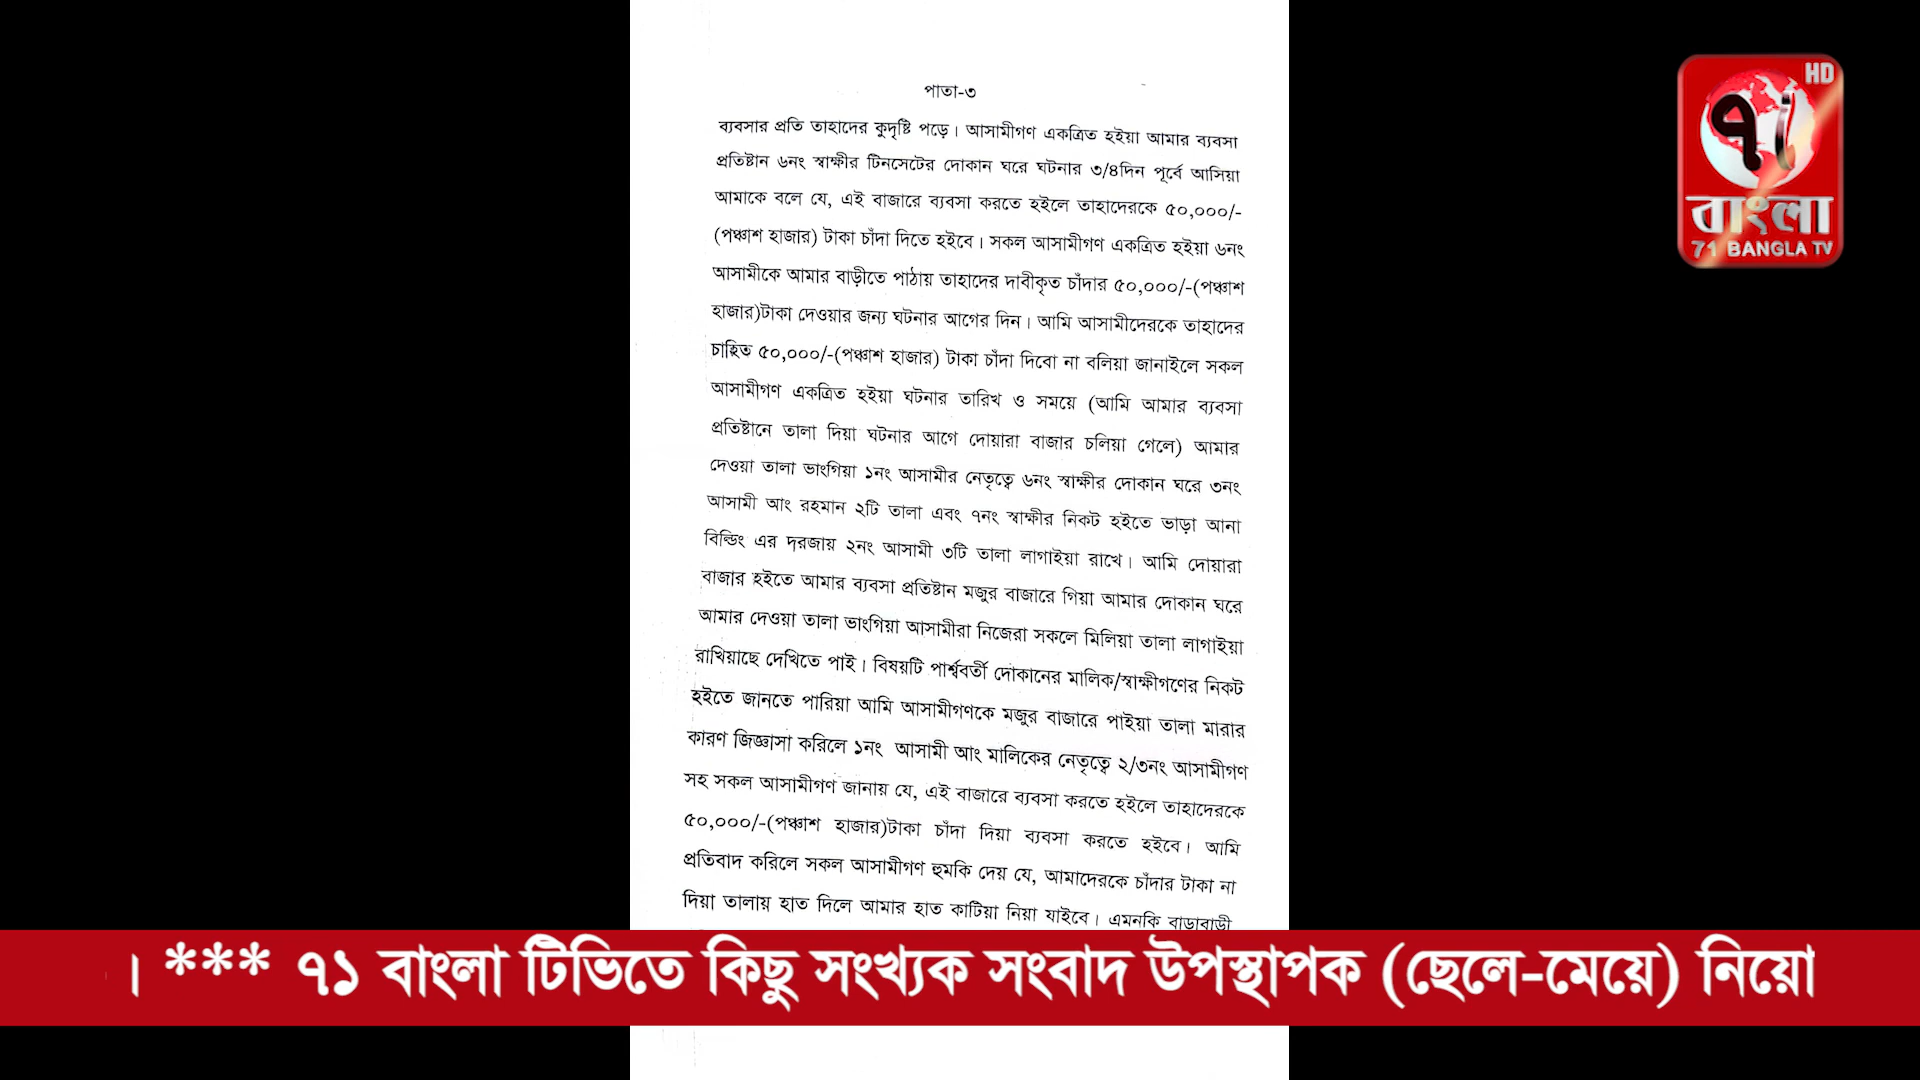 পাতা-৩
ব্যবসার প্রতি তাহাদের কুদৃষ্টি পড়ে। আসামীগণ একত্রিত হইয়া আমার ব্যবসা
প্রতিষ্টান ৬নং স্বাক্ষীর টিনসেটের দোকান ঘরে ঘটনার ৩/৪দিন পূর্বে আসিয়া
আমাকে বলে যে, এই বাজারে ব্যবসা করতে হইলে তাহাদেরকে ৫০,০০০/-
(পঞ্চাশ হাজার) টাকা চাঁদা দিতে হইবে। সকল আসামীগণ একত্রিত হইয়া ৬নং
আসামীকে আমার বাড়ীতে পাঠায় তাহাদের দাবীকৃত চাঁদার ৫০,০০০/-(পঞ্চাশ
হাজার)টাকা দেওয়ার জন্য ঘটনার আগের দিন। আমি আসামীদেরকে তাহাদের
চাহিত ৫০,০০০/-(পঞ্চাশ হাজার) টাকা চাঁদা দিবো না বলিয়া জানাইলে সকল
আসামীগণ একত্রিত হইয়া ঘটনার তারিখ ও সময়ে (আমি আমার ব্যবসা
প্রতিষ্টানে তালা দিয়া ঘটনার আগে দোয়ারা বাজার চলিয়া গেলে) আমার
দেওয়া তালা ভাংগিয়া ১নং আসামীর নেতৃত্বে ৬নং স্বাক্ষীর দোকান ঘরে ৩নং
আসামী আং রহমান ২টি তালা এবং ৭নং স্বাক্ষীর নিকট হইতে ভাড়া আনা
বিল্ডিং এর দরজায় ২নং আসামী ৩টি তালা লাগাইয়া রাখে। আমি দোয়ারা
বাজার হইতে আমার ব্যবসা প্রতিষ্টান মজুর বাজারে গিয়া আমার দোকান ঘরে
আমার দেওয়া তালা ভাংগিয়া আসামীরা নিজেরা সকলে মিলিয়া তালা লাগাইয়া
রাখিয়াছে দেখিতে পাই। বিষয়টি পার্শ্ববর্তী দোকানের মালিক/স্বাক্ষীগণের নিকট
হইতে জানতে পারিয়া আমি আসামীগণকে মজুর বাজারে পাইয়া তালা মারার
কারণ জিজ্ঞাসা করিলে ১নং আসামী আং মালিকের নেতৃত্বে ২/৩নং আসামীগণ
সহ সকল আসামীগণ জানায় যে, এই বাজারে ব্যবসা করতে হইলে তাহাদেরকে
৫০,০০০/-(পঞ্চাশ হাজার)টাকা চাঁদা দিয়া ব্যবসা করতে হইবে। আমি
প্রতিবাদ করিলে সকল আসামীগণ হুমকি দেয় যে, আমাদেরকে চাঁদার টাকা না
দিয়া তালায় হাত দিলে আমার হাত কাটিয়া নিয়া যাইবে। এমনকি বাড়াবাড়ী
। *** ৭১ বাংলা টিভিতে কিছু সংখ্যক সংবাদ উপস্থাপক (ছেলে-মেয়ে) নিয়ো
HD
৭১
বাংলা
71 BANGLA TV